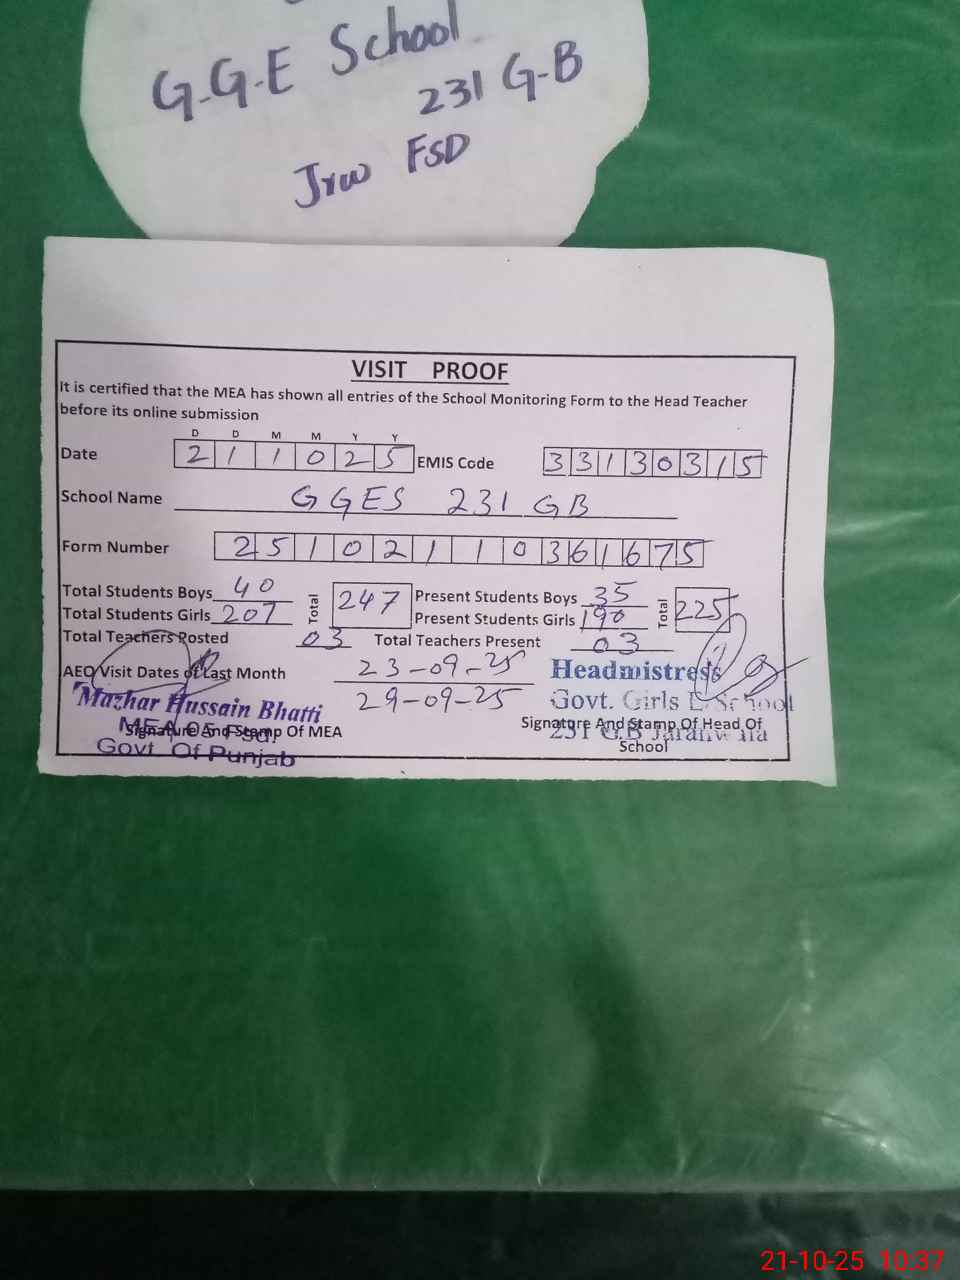 G.G.E School
231 G-B
Jrw FSD
VISIT PROOF
It is certified that the MEA has shown all entries of the School Monitoring Form to the Head Teacher
before its online submission
D D M M Y Y
Date 2 1 1 0 2 5 EMIS Code 3 3 1 3 0 3 1 5
School Name GGES 231 GB
Form Number 2 5 1 0 2 1 1 0 3 6 1 6 7 5
Total Students Boys 40 Total 247 Present Students Boys 35 Total 225
Total Students Girls 207 Present Students Girls 190
Total Teachers Posted 03 Total Teachers Present 03
AEO Visit Dates of Last Month 23-09-25
29-09-25
Headmistress
Govt. Girls E/School
231 G.B Jaranwala
Mazhar Hussain Bhatti
MEA, 05 Fsd.
Govt. Of Punjab
Signature And Stamp Of MEA
Signature And Stamp Of Head Of
School
21-10-25 10:37